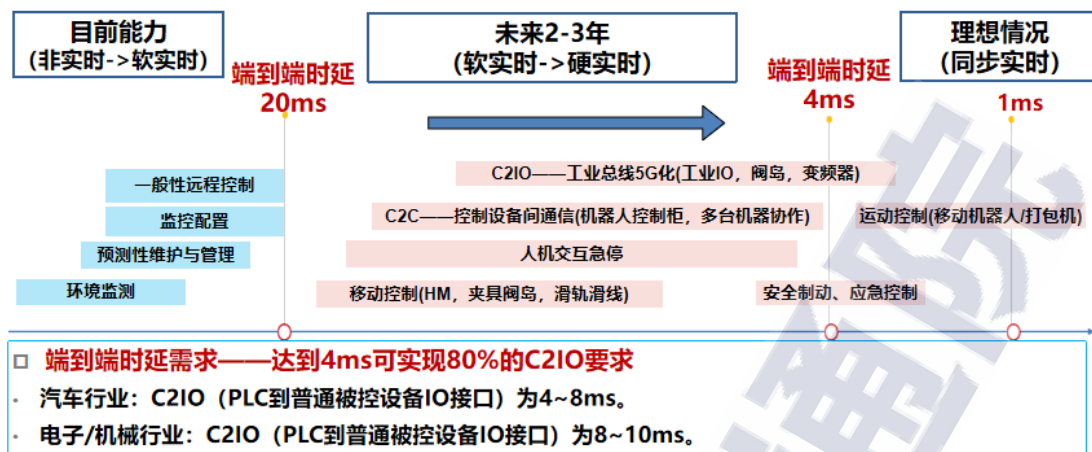 目前能力
(非实时->软实时)
未来2-3年
(软实时->硬实时)
理想情况
(同步实时)
端到端时延
20ms
端到端时延
4ms
1ms
一般性远程控制
C2IO——工业总线5G化(工业IO，阀岛，变频器)
监控配置
C2C——控制设备间通信(机器人控制柜，多台机器协作)
运动控制(移动机器人/打包机)
预测性维护与管理
人机交互急停
环境监测
移动控制(HM，夹具阀岛，滑轨滑线)
安全制动、应急控制
端到端时延需求——达到4ms可实现80%的C2IO要求
· 汽车行业：C2IO（PLC到普通被控设备IO接口）为4~8ms。
· 电子/机械行业：C2IO（PLC到普通被控设备IO接口）为8~10ms。
通院